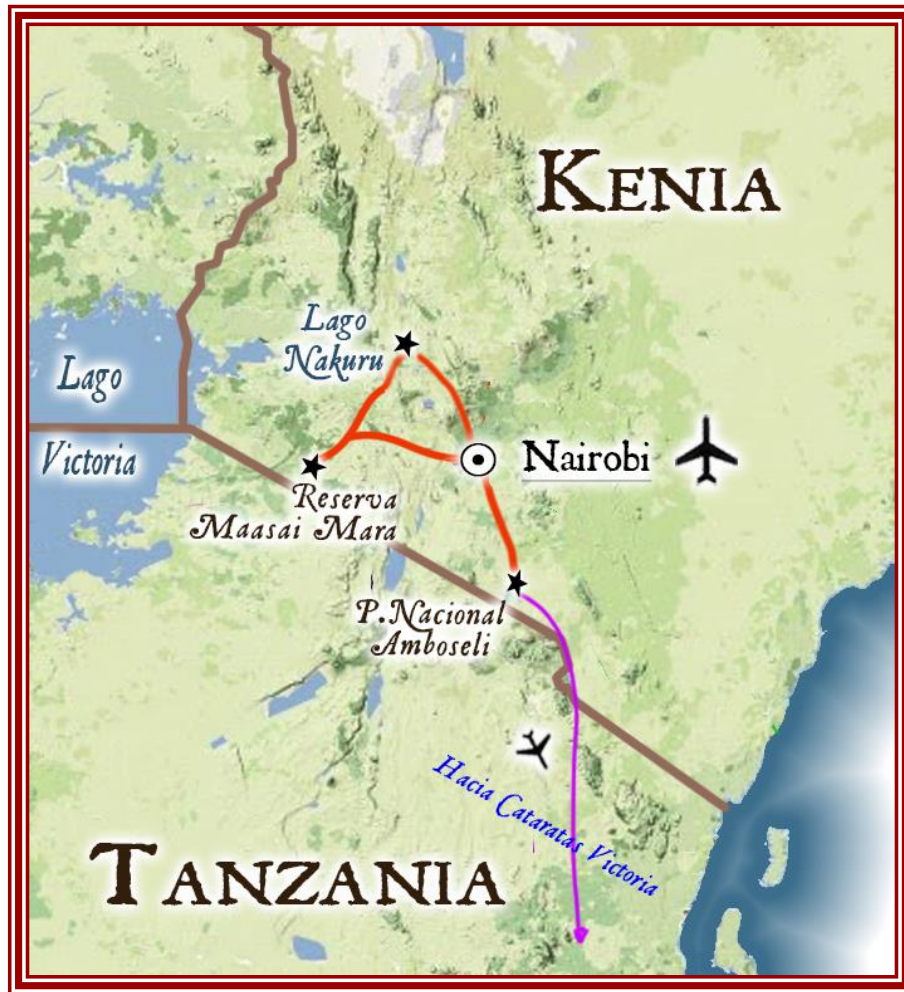 KENIA
Lago
Nakuru
Lago
Victoria
Nairobi
Reserva
Maasai Mara
P.Nacional
Amboseli
Hacia Cataratas Victoria
TANZANIA